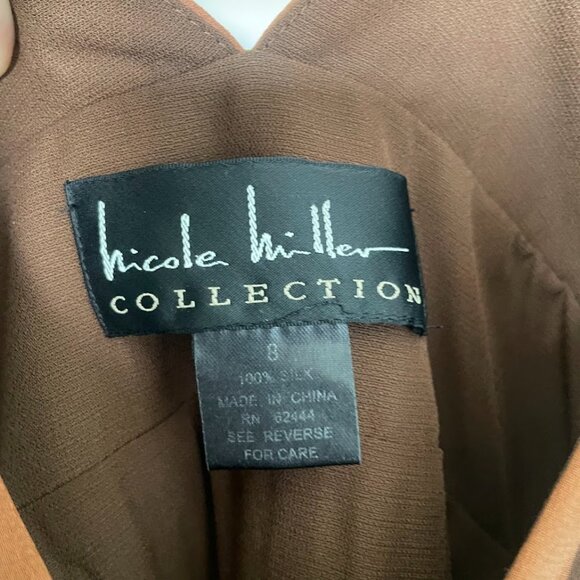 nicole miller
COLLECTION
8
100% SILK
MADE IN CHINA
RN 62444
SEE REVERSE
FOR CARE